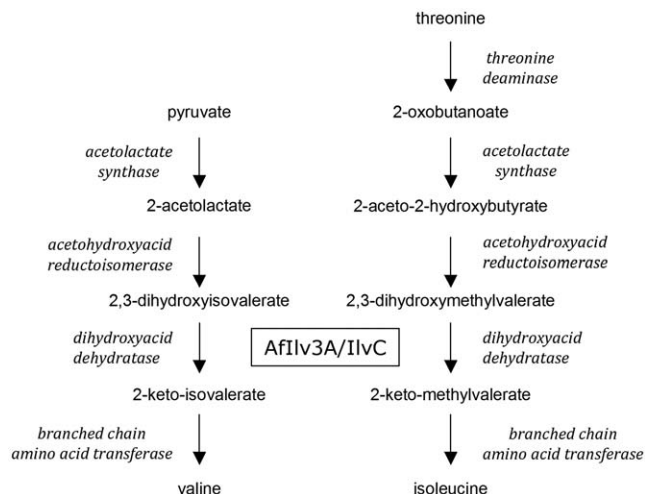 threonine
threonine
deaminase
pyruvate
2-oxobutanoate
acetolactate
synthase
acetolactate
synthase
2-acetolactate
2-aceto-2-hydroxybutyrate
acetohydroxyacid
reductoisomerase
acetohydroxyacid
reductoisomerase
2,3-dihydroxyisovalerate
2,3-dihydroxymethylvalerate
dihydroxyacid
dehydratase
AfIlv3A/IlvC
dihydroxyacid
dehydratase
2-keto-isovalerate
2-keto-methylvalerate
branched chain
amino acid transferase
branched chain
amino acid transferase
valine
isoleucine